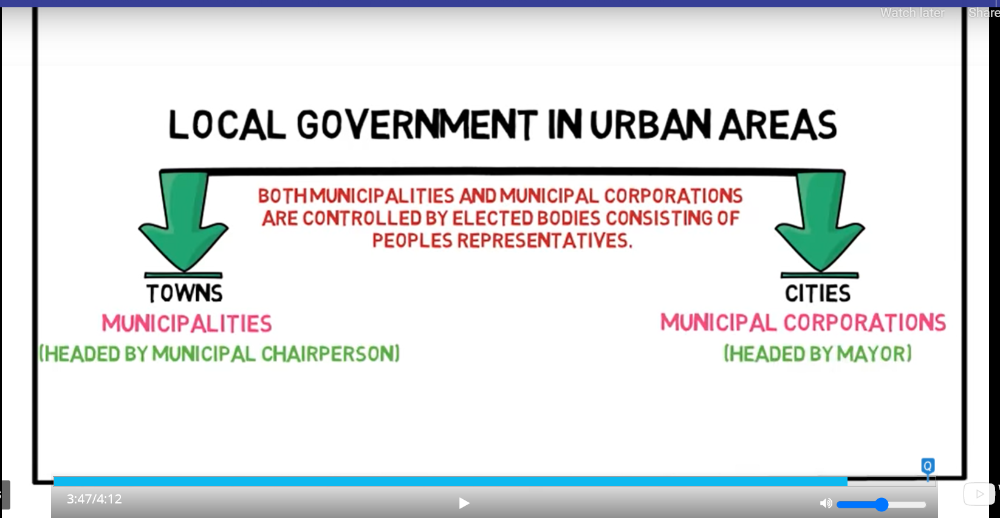 Watch later
Share
LOCAL GOVERNMENT IN URBAN AREAS
BOTH MUNICIPALITIES AND MUNICIPAL CORPORATIONS
ARE CONTROLLED BY ELECTED BODIES CONSISTING OF
PEOPLES REPRESENTATIVES.
TOWNS
MUNICIPALITIES
(HEADED BY MUNICIPAL CHAIRPERSON)
CITIES
MUNICIPAL CORPORATIONS
(HEADED BY MAYOR)
Q
3:47/4:12